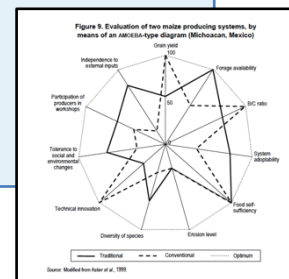 Figure 9. Evaluation of two maize producing systems, by
means of an AMOEBA-type diagram (Michoacan, Mexico)
Grain yield
100
Independence to
external inputs
Forage availability
Participation of
producers in
workshops
50
B/C ratio
Tolerance to
social and
environmental
changes
0
System
adoptability
Technical innovation
Food self-
sufficiency
Diversity of species
Erosion level
Traditional
Conventional
Optimum
Source: Modified from Astier et al., 1999.